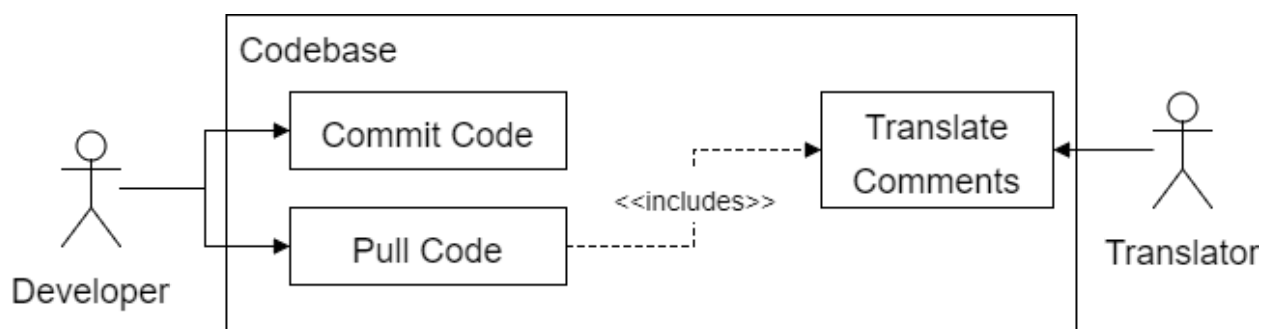 Codebase
Commit Code
Translate
Comments
<<includes>>
Pull Code
Developer
Translator